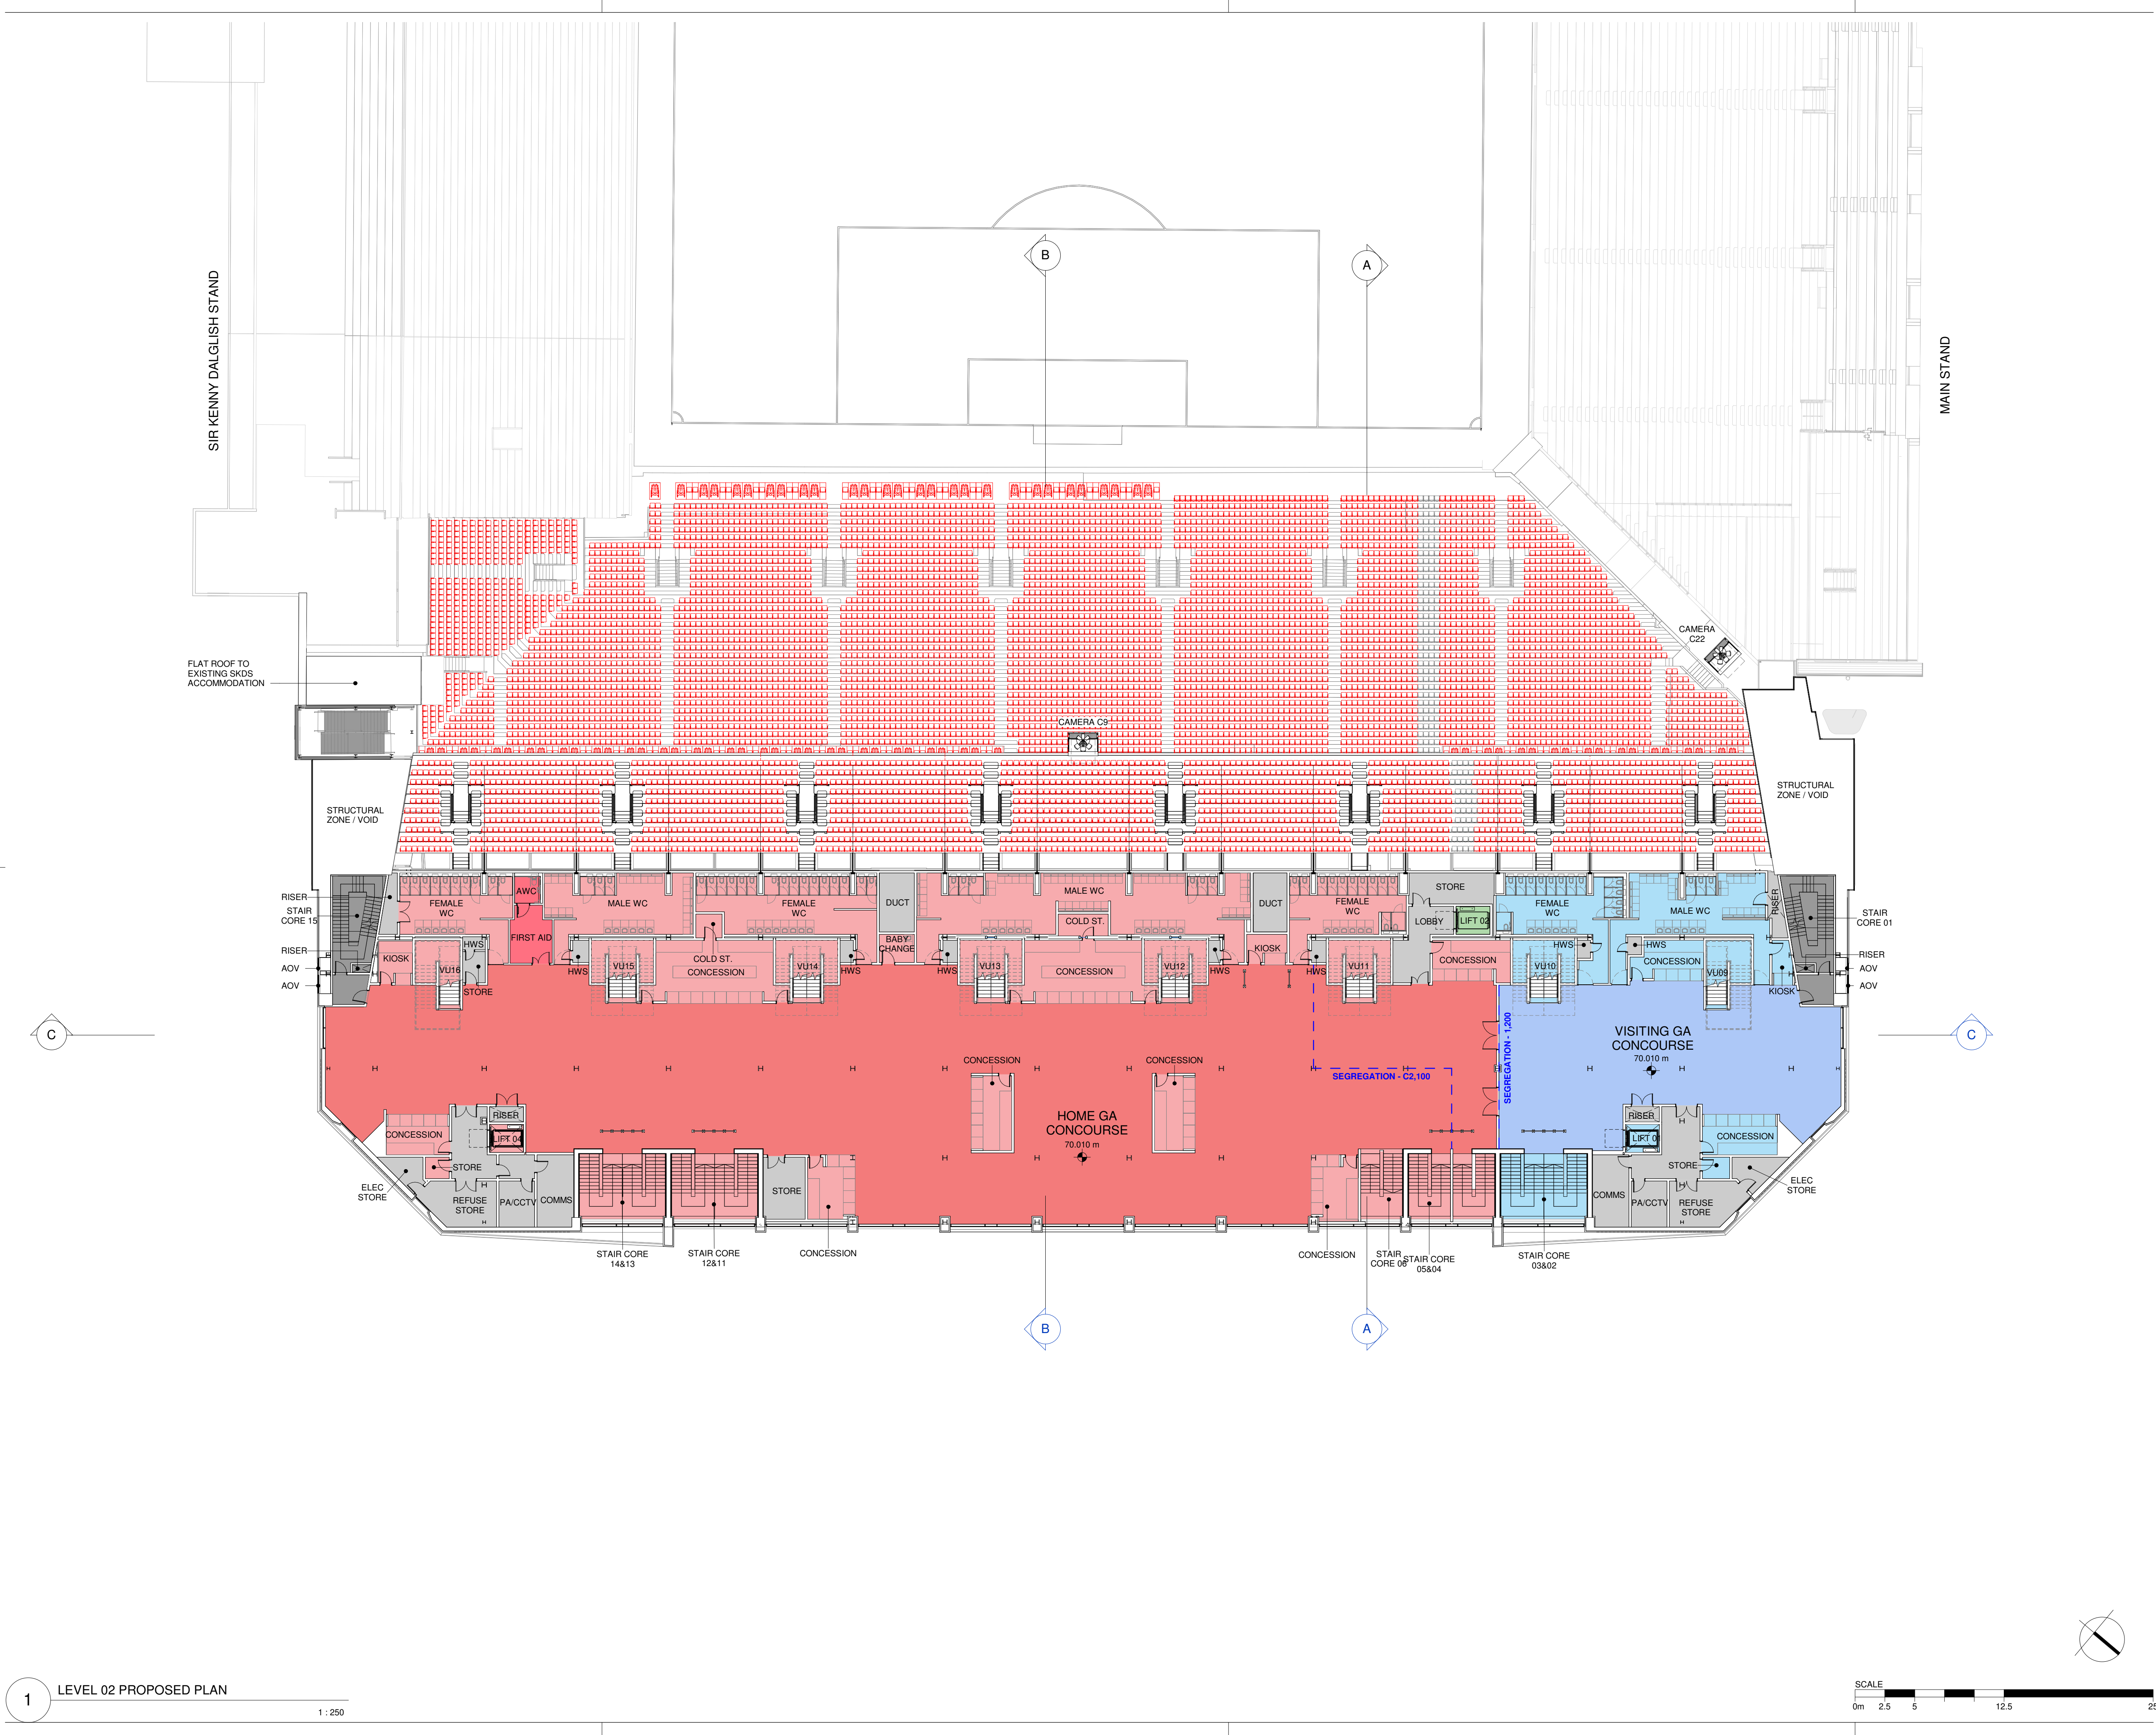 SIR KENNY DALGLISH STAND
MAIN STAND
B
A
CAMERA
C22
FLAT ROOF TO
EXISTING SKDS
ACCOMMODATION
CAMERA C9
STRUCTURAL
ZONE / VOID
STRUCTURAL
ZONE / VOID
RISER
STAIR
CORE 15
RISER
AOV
AOV
FEMALE
WC
AWC
FIRST AID
MALE WC
FEMALE
WC
DUCT
BABY
CHANGE
MALE WC
COLD ST.
DUCT
FEMALE
WC
STORE
LOBBY
LIFT 02
FEMALE
WC
MALE WC
RISER
STAIR
CORE 01
RISER
AOV
AOV
KIOSK
VU16
HWS
STORE
HWS
VU15
COLD ST.
CONCESSION
VU14
HWS
HWS
VU13
CONCESSION
VU12
HWS
KIOSK
HWS
VU11
CONCESSION
VU10
HWS
HWS
CONCESSION
VU09
KIOSK
C
C
VISITING GA
CONCOURSE
70.010 m
SEGREGATION - 1,200
SEGREGATION - C2,100
CONCESSION
CONCESSION
HOME GA
CONCOURSE
70.010 m
CONCESSION
RISER
LIFT 04
STORE
ELEC
STORE
REFUSE
STORE
PA/CCTV
COMMS
STORE
RISER
LIFT 01
CONCESSION
STORE
ELEC
STORE
COMMS
PA/CCTV
REFUSE
STORE
STAIR CORE
14&13
STAIR CORE
12&11
CONCESSION
CONCESSION
STAIR
CORE 06
STAIR CORE
05&04
STAIR CORE
03&02
B
A
1
LEVEL 02 PROPOSED PLAN
1 : 250
SCALE
0m 2.5 5 12.5 25